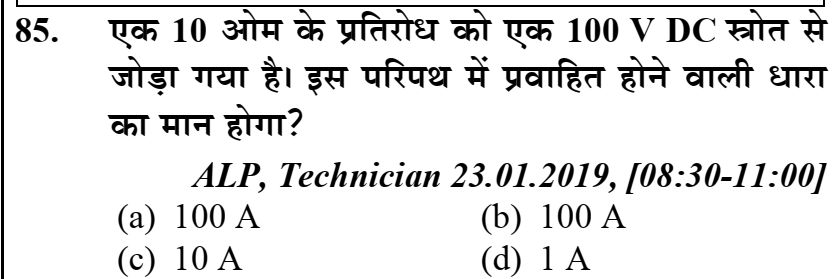 85. एक 10 ओम के प्रतिरोध को एक 100 V DC स्त्रोत से
जोड़ा गया है। इस परिपथ में प्रवाहित होने वाली धारा
का मान होगा?
ALP, Technician 23.01.2019, [08:30-11:00]
(a) 100 A (b) 100 A
(c) 10 A (d) 1 A